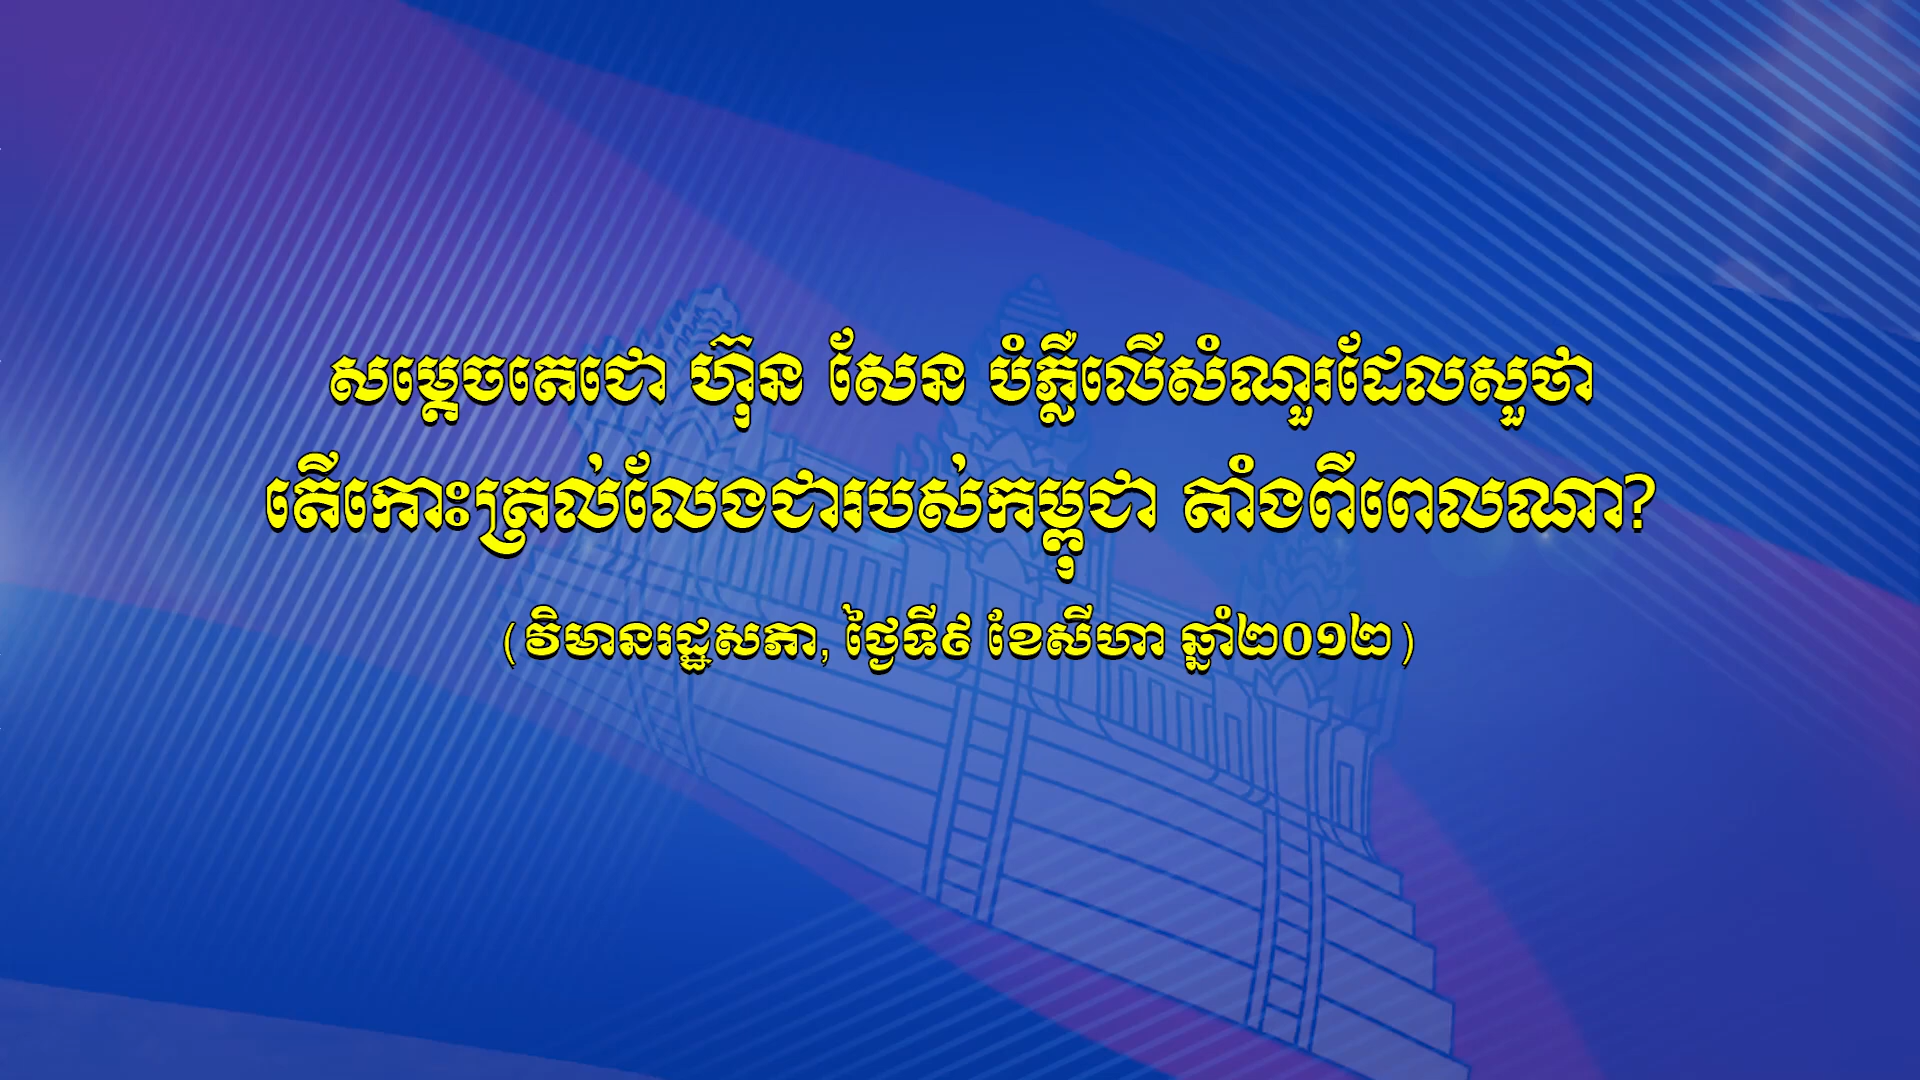 សម្តេចតេជោ ហ៊ុន សែន បំភ្លឺលើសំណួរដែលសួថា
តើកោះត្រល់លែងជារបស់កម្ពុជា តាំងពីពេលណា?
(វិមានរដ្ឋសភា, ថ្ងៃទី៩ ខែសីហា ឆ្នាំ២០១២)